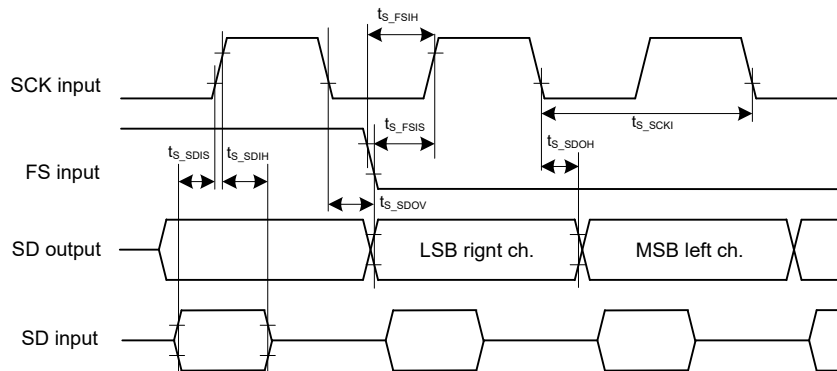 tS_FSIH
SCK input
tS_SCKI
tS_FSIS
tS_SDIS
tS_SDIH
tS_SDOH
FS input
tS_SDOV
SD output
LSB rignt ch.
MSB left ch.
SD input